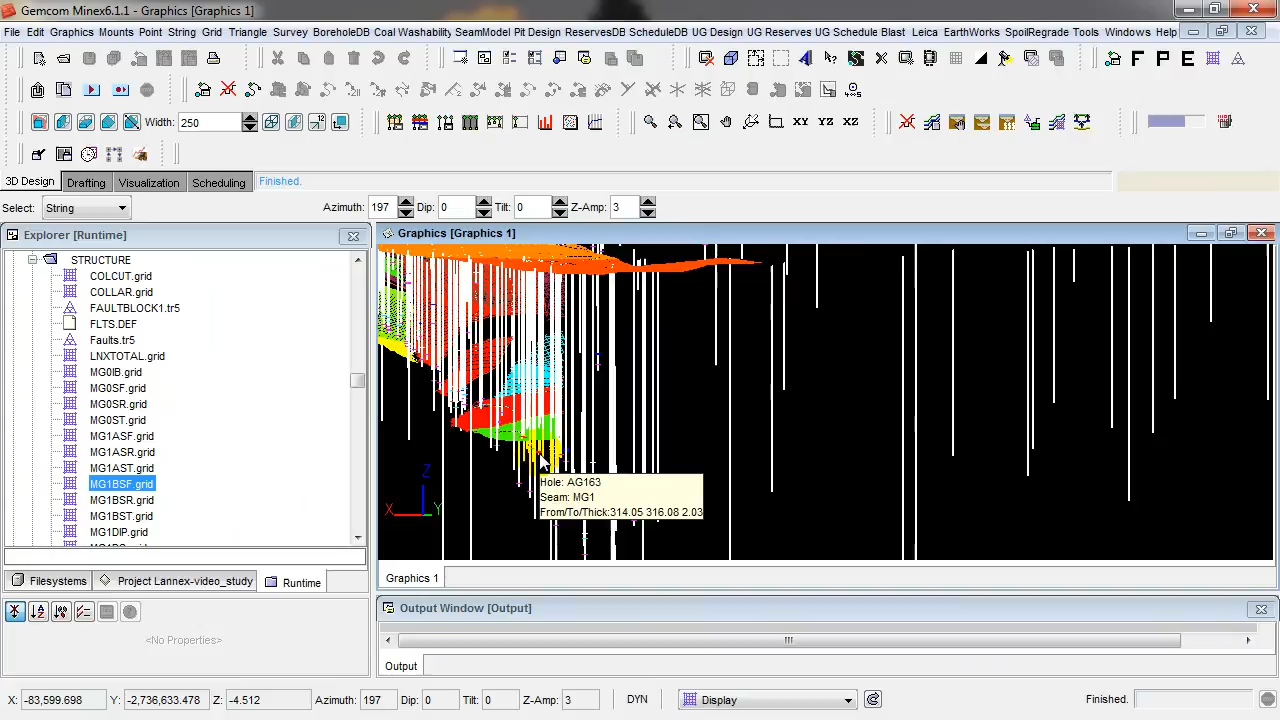 Gemcom Minex6.1.1 - Graphics [Graphics 1]
File Edit Graphics Mounts Point String Grid Triangle Survey BoreholeDB Coal Washability SeamModel Pit Design ReservesDB ScheduleDB UG Design UG Reserves UG Schedule Blast Leica EarthWorks SpoilRegrade Tools Windows Help
F P E
Width: 250 XY YZ XZ
3D Design Drafting Visualization Scheduling Finished.
Select: String Azimuth: 197 Dip: 0 Tilt: 0 Z-Amp: 3
Explorer [Runtime]
STRUCTURE
COLCUT.grid
COLLAR.grid
FAULTBLOCK1.tr5
FLTS.DEF
Faults.tr5
LNXTOTAL.grid
MG0IB.grid
MG0SF.grid
MG0SR.grid
MG0ST.grid
MG1ASF.grid
MG1ASR.grid
MG1AST.grid
MG1BSF.grid
MG1BSR.grid
MG1BST.grid
MG1DIP.grid
Filesystems Project Lannex-video_study Runtime
<No Properties>
Graphics [Graphics 1]
Hole: AG163
Seam: MG1
From/To/Thick:314.05 316.08 2.03
Z
X Y
Graphics 1
Output Window [Output]
Output
X: -83,599.698 Y: -2,736,633.478 Z: -4.512 Azimuth: 197 Dip: 0 Tilt: 0 Z-Amp: 3 DYN Display Finished.